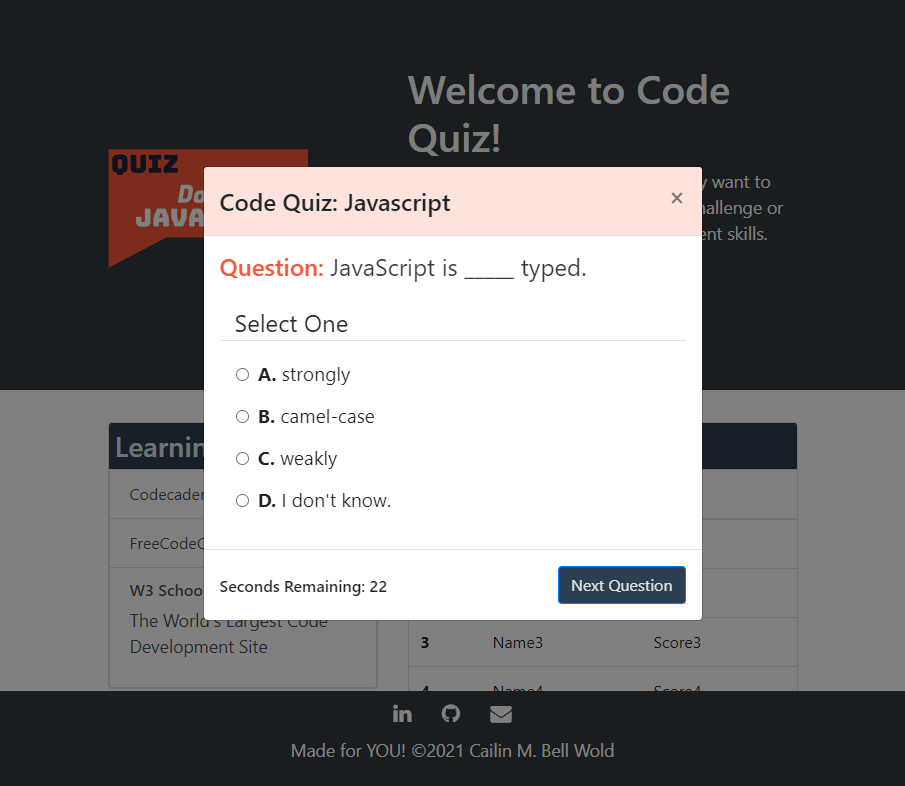 Welcome to Code
Quiz!
QUIZ
Do
JAVA
y want to
hallenge or
ent skills.
Code Quiz: Javascript ×
Question: JavaScript is _____ typed.
Select One
A. strongly
B. camel-case
C. weakly
D. I don't know.
Seconds Remaining: 22 Next Question
Learnin
Codecader
FreeCodeC
W3 Schoo
The World's Largest Code
Development Site
3 Name3 Score3
4 Name4 Score4
Made for YOU! ©2021 Cailin M. Bell Wold